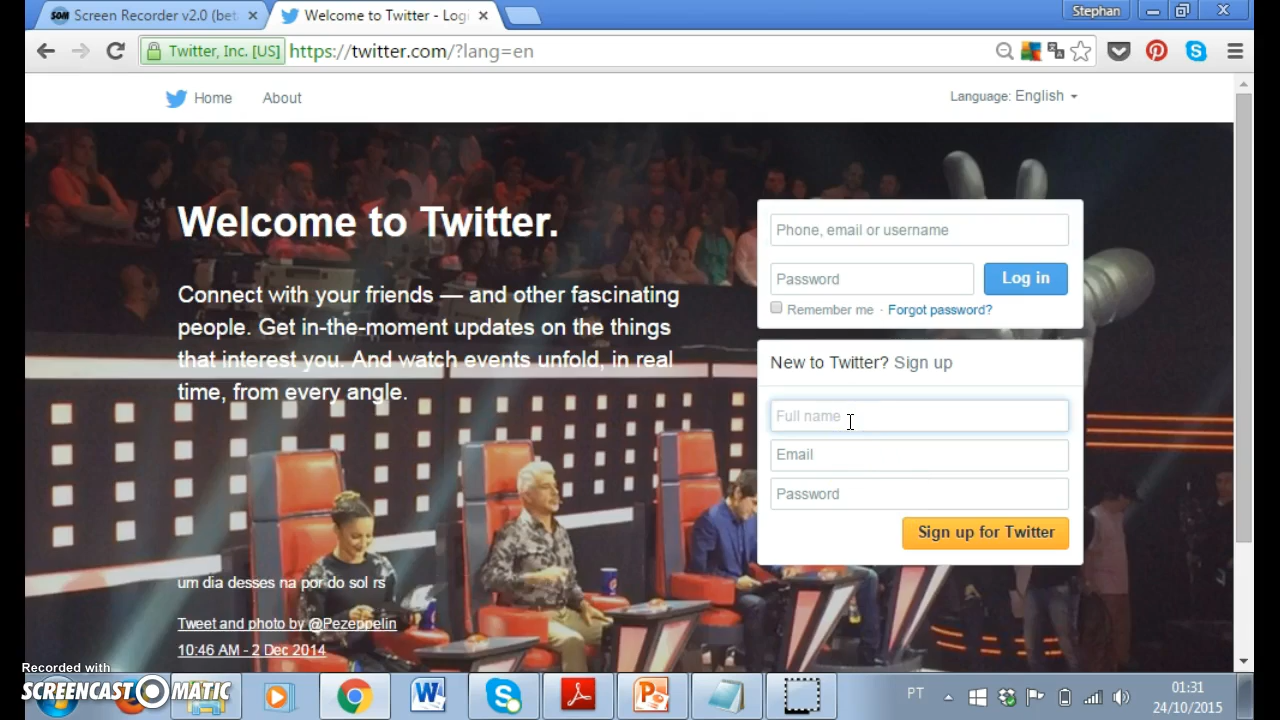 Screen Recorder v2.0 (bet
Welcome to Twitter - Logi
Stephan
Twitter, Inc. [US]
https://twitter.com/?lang=en
Home
About
Language: English
Welcome to Twitter.
Connect with your friends — and other fascinating
people. Get in-the-moment updates on the things
that interest you. And watch events unfold, in real
time, from every angle.
Phone, email or username
Password
Log in
Remember me · Forgot password?
New to Twitter? Sign up
Full name
Email
Password
Sign up for Twitter
um dia desses na por do sol rs
Tweet and photo by @Pezeppelin
10:46 AM - 2 Dec 2014
Recorded with
SCREENCAST-O-MATIC
PT
01:31
24/10/2015